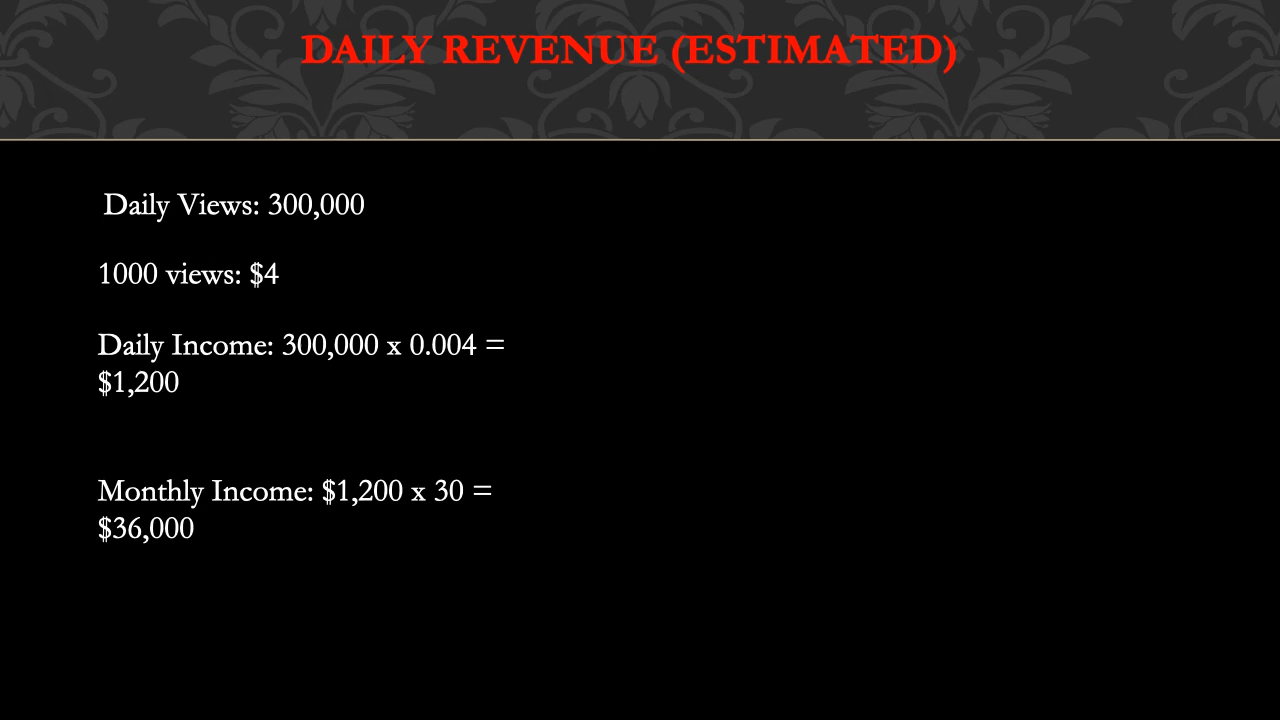 DAILY REVENUE (ESTIMATED)
Daily Views: 300,000
1000 views: $4
Daily Income: 300,000 x 0.004 =
$1,200
Monthly Income: $1,200 x 30 =
$36,000